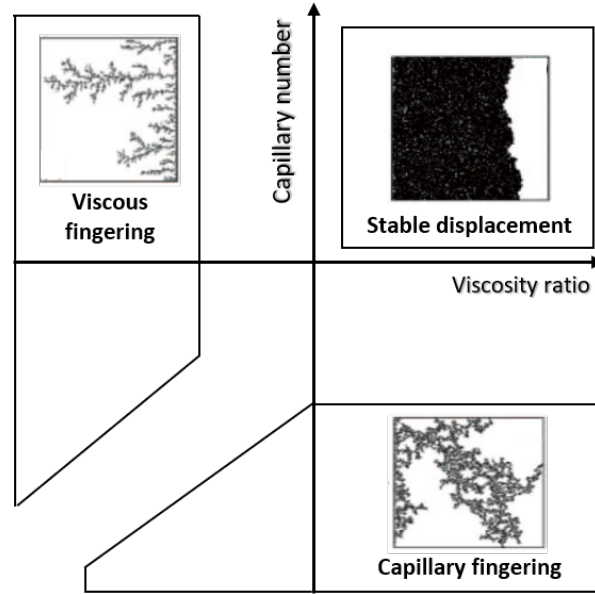 Capillary number
Viscous
fingering
Stable displacement
Viscosity ratio
Capillary fingering